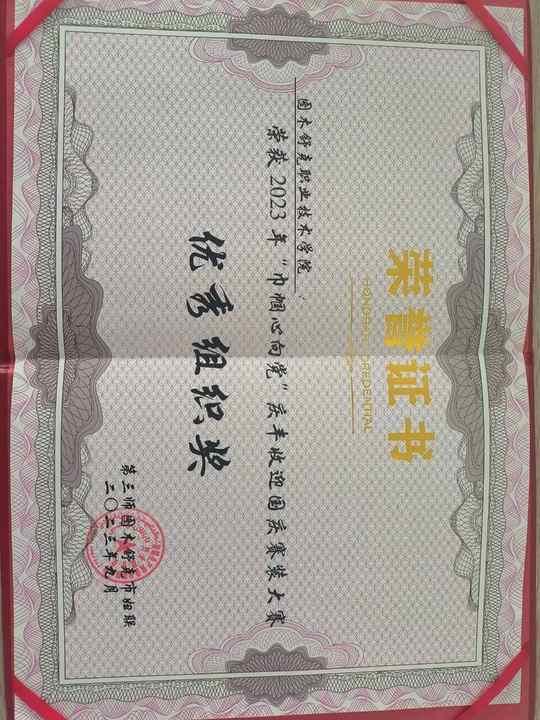 荣誉证书
HONORARY CREDENTIAL
图木舒克职业技术学院：
荣获2023年“巾帼心向党”庆丰收迎国庆赛装大赛
优秀组织奖
第三师图木舒克市妇联
二〇二三年九月